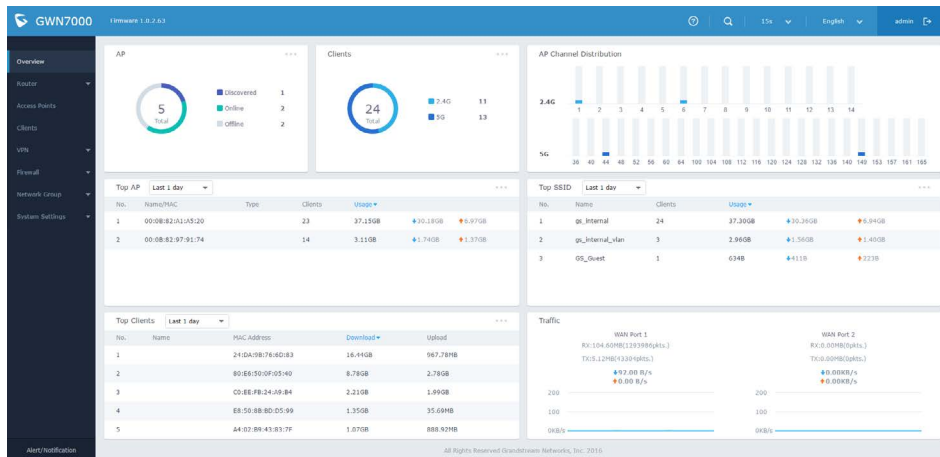 GWN7000 Firmware 1.0.2.63 15s English admin
Overview
Router
Access Points
Clients
VPN
Firewall
Network Group
System Settings
Alert/Notification
AP
5
Total
Discovered 1
Online 3
Offline 2
Clients
24
Total
2.4G 11
5G 13
AP Channel Distribution
2.4G
1 2 3 4 5 6 7 8 9 10 11 12 13 14
5G
36 40 44 48 52 56 60 64 100 104 108 112 116 120 124 128 132 136 140 149 153 157 161 165
Top AP Last 1 day
No. Name/MAC Type Clients Usage
1 00:0B:82:A1:A5:20 23 37.15GB 30.18GB 6.97GB
2 00:0B:82:97:91:74 14 3.11GB 1.74GB 1.37GB
Top SSID Last 1 day
No. Name Clients Usage
1 gs_internal 24 37.30GB 30.36GB 6.94GB
2 gs_internal_vlan 3 2.96GB 1.56GB 1.40GB
3 GS_Guest 1 634B 411B 223B
Top Clients Last 1 day
No. Name MAC Address Download Upload
1 24:DA:9B:76:6D:83 16.44GB 967.78MB
2 80:E6:50:0F:05:40 8.78GB 2.78GB
3 C0:EE:FB:24:A9:B4 2.21GB 1.99GB
4 E8:50:8B:BD:D5:99 1.35GB 35.69MB
5 A4:02:B9:43:83:7F 1.07GB 888.92MB
Traffic
WAN Port 1
RX:104.60MB(1293986pkts.)
TX:5.12MB(43304pkts.)
92.00 B/s
0.00 B/s
200
100
0KB/s
WAN Port 2
RX:0.00MB(0pkts.)
TX:0.00MB(0pkts.)
0.00KB/s
0.00KB/s
200
100
0KB/s
All Rights Reserved Grandstream Networks, Inc. 2016